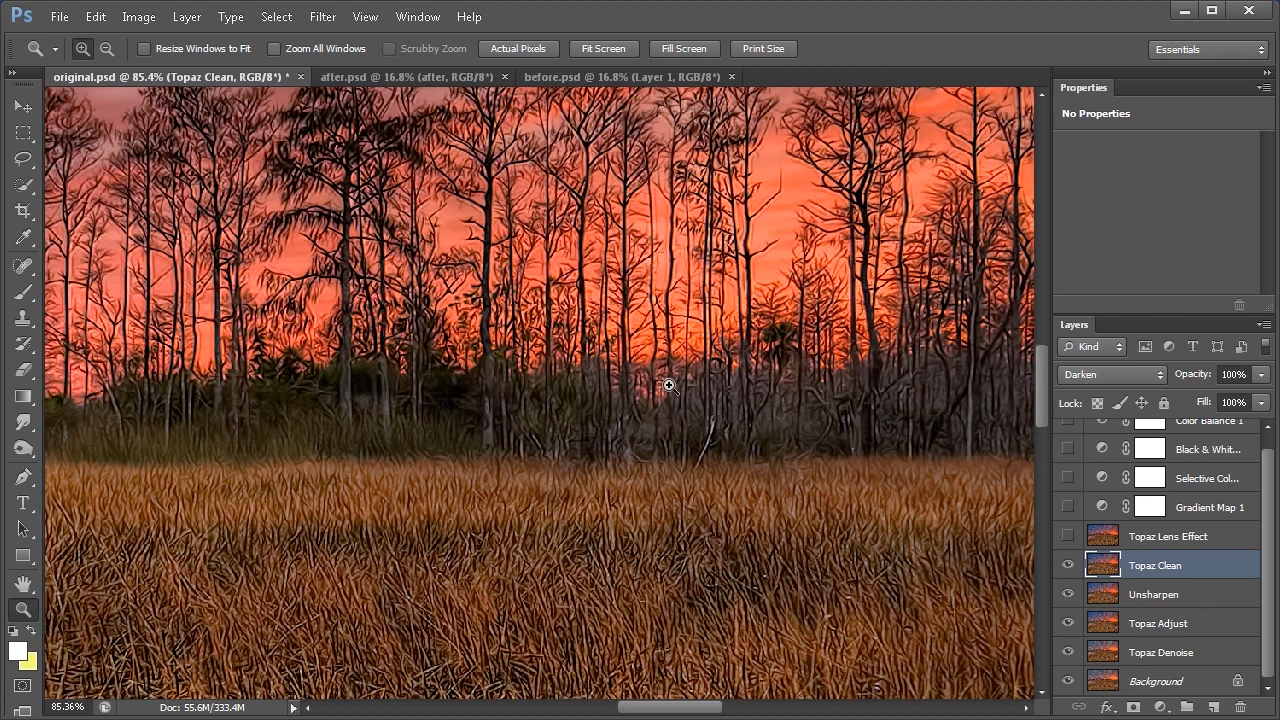 Ps File Edit Image Layer Type Select Filter View Window Help
Resize Windows to Fit Zoom All Windows Scrubby Zoom Actual Pixels Fit Screen Fill Screen Print Size Essentials
original.psd @ 85.4% (Topaz Clean, RGB/8*) * × after.psd @ 16.8% (after, RGB/8*) × before.psd @ 16.8% (Layer 1, RGB/8*) ×
Properties
No Properties
Layers
Kind T
Darken Opacity: 100%
Lock: Fill: 100%
Color Balance 1
Black & Whit...
Selective Col...
Gradient Map 1
Topaz Lens Effect
Topaz Clean
Unsharpen
Topaz Adjust
Topaz Denoise
Background
T
85.36% Doc: 55.6M/333.4M
fx